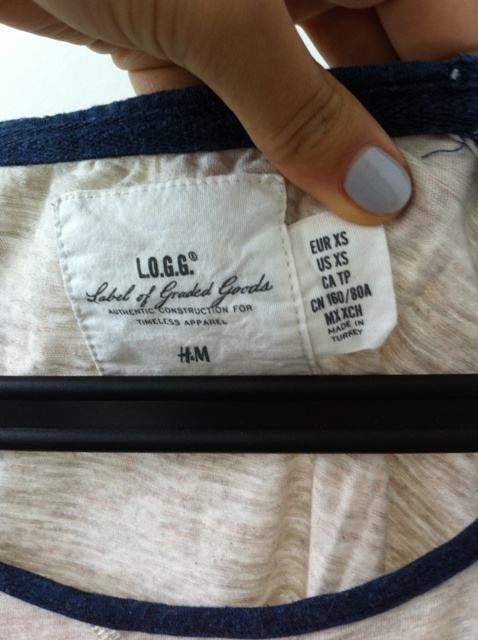 L.O.G.G.®
Label of Graded Goods
AUTHENTIC CONSTRUCTION FOR
TIMELESS APPAREL
H&M
EUR XS
US XS
CA TP
CN 160/80A
MX XCH
MADE IN
TURKEY